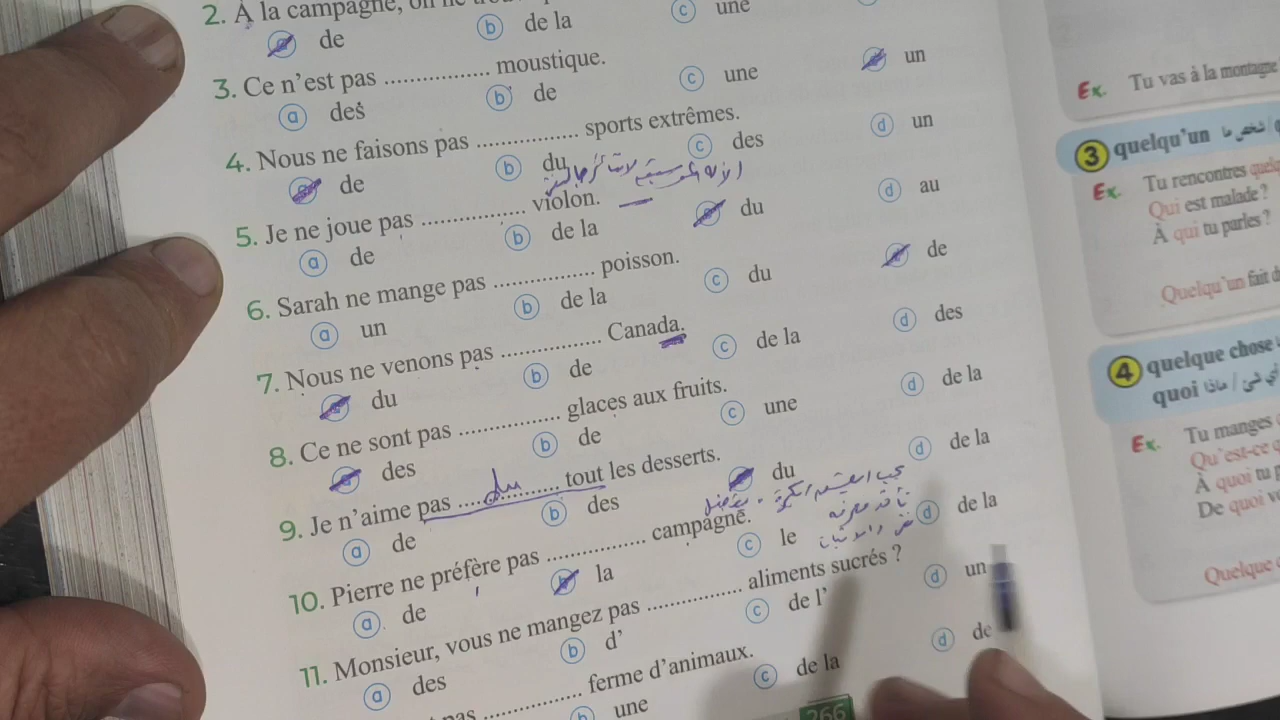 2. À la campagne, on ne
a de b de la c une
3. Ce n'est pas ................. moustique.
a des b de c une d un
4. Nous ne faisons pas ................. sports extrêmes.
a de b du c des d un
5. Je ne joue pas ................. violon.
a de b de la c du d au
6. Sarah ne mange pas ................. poisson.
a un b de la c du d de
7. Nous ne venons pas ................. Canada.
a du b de c de la d des
8. Ce ne sont pas ................. glaces aux fruits.
a des b de c une d de la
9. Je n'aime pas ....du.... tout les desserts.
a de b des c du d de la
10. Pierre ne préfère pas ................. campagne.
a de b la c le d de la
11. Monsieur, vous ne mangez pas ................. aliments sucrés ?
a des b d' c de l' d un
pas ................. ferme d'animaux.
b une c de la d de
266
Ex. Tu vas à la montagne
3 quelqu'un شخص ما
Ex. Tu rencontres
Qui est malade ?
À qui tu parles ?
Quelqu'un fait
4 quelque chose
quoi ماذا / أي شئ
Ex. Tu manges
Qu'est-ce
À quoi tu
De quoi
Quelque